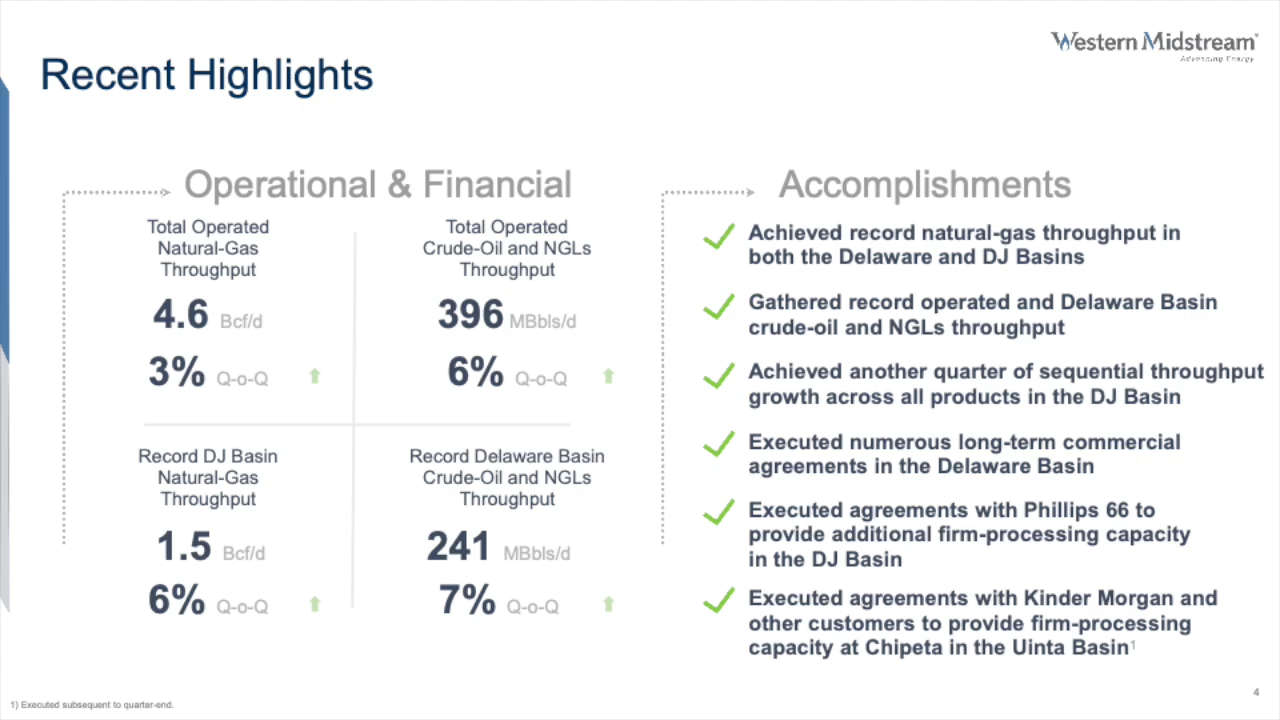 Western Midstream
Advancing Energy
Recent Highlights
Operational & Financial
Total Operated
Natural-Gas
Throughput
4.6 Bcf/d
3% Q-o-Q
Total Operated
Crude-Oil and NGLs
Throughput
396 MBbls/d
6% Q-o-Q
Record DJ Basin
Natural-Gas
Throughput
1.5 Bcf/d
6% Q-o-Q
Record Delaware Basin
Crude-Oil and NGLs
Throughput
241 MBbls/d
7% Q-o-Q
Accomplishments
Achieved record natural-gas throughput in
both the Delaware and DJ Basins
Gathered record operated and Delaware Basin
crude-oil and NGLs throughput
Achieved another quarter of sequential throughput
growth across all products in the DJ Basin
Executed numerous long-term commercial
agreements in the Delaware Basin
Executed agreements with Phillips 66 to
provide additional firm-processing capacity
in the DJ Basin
Executed agreements with Kinder Morgan and
other customers to provide firm-processing
capacity at Chipeta in the Uinta Basin¹
1) Executed subsequent to quarter-end.
4